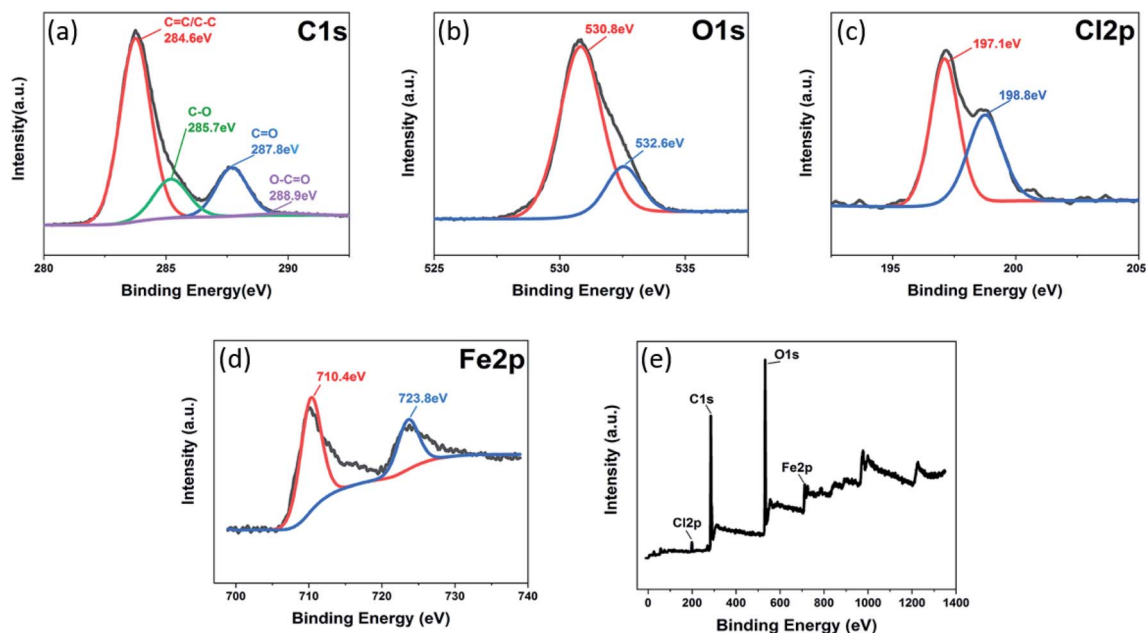 (a)
C1s
C=C/C-C
284.6eV
C-O
285.7eV
C=O
287.8eV
O-C=O
288.9eV
Intensity(a.u.)
280 285 290
Binding Energy(eV)
(b)
O1s
530.8eV
532.6eV
Intensity (a.u.)
525 530 535
Binding Energy (eV)
(c)
Cl2p
197.1eV
198.8eV
Intensity (a.u.)
195 200 205
Binding Energy (eV)
(d)
Fe2p
710.4eV
723.8eV
Intensity (a.u.)
700 710 720 730 740
Binding Energy (eV)
(e)
O1s
C1s
Fe2p
Cl2p
Intensity (a.u.)
0 200 400 600 800 1000 1200 1400
Binding Energy (eV)